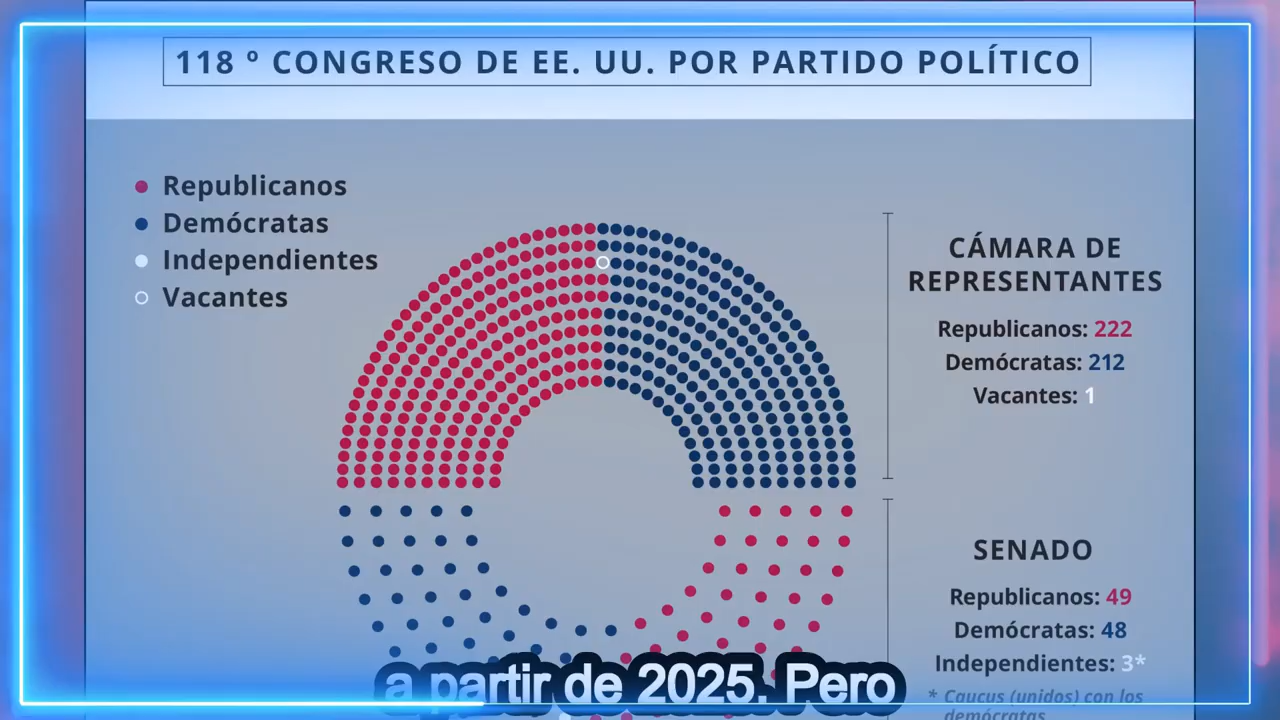 118 º CONGRESO DE EE. UU. POR PARTIDO POLÍTICO
Republicanos
Demócratas
Independientes
Vacantes
CÁMARA DE
REPRESENTANTES
Republicanos: 222
Demócratas: 212
Vacantes: 1
SENADO
Republicanos: 49
Demócratas: 48
Independientes: 3*
* Caucus (unidos) con los
demócratas
a partir de 2025. Pero